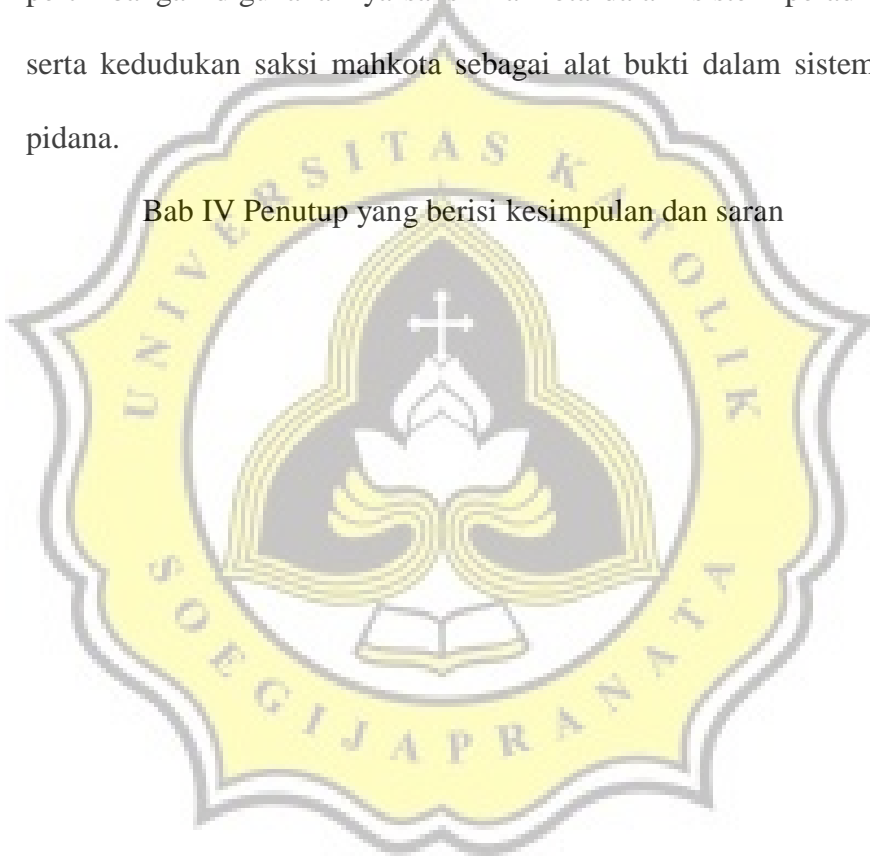 serta kedudukan saksi mahkota sebagai alat bukti dalam sistem
pidana.
Bab IV Penutup yang berisi kesimpulan dan saran
UNIVERSITAS KATOLIK
SOEGIJAPRANATA